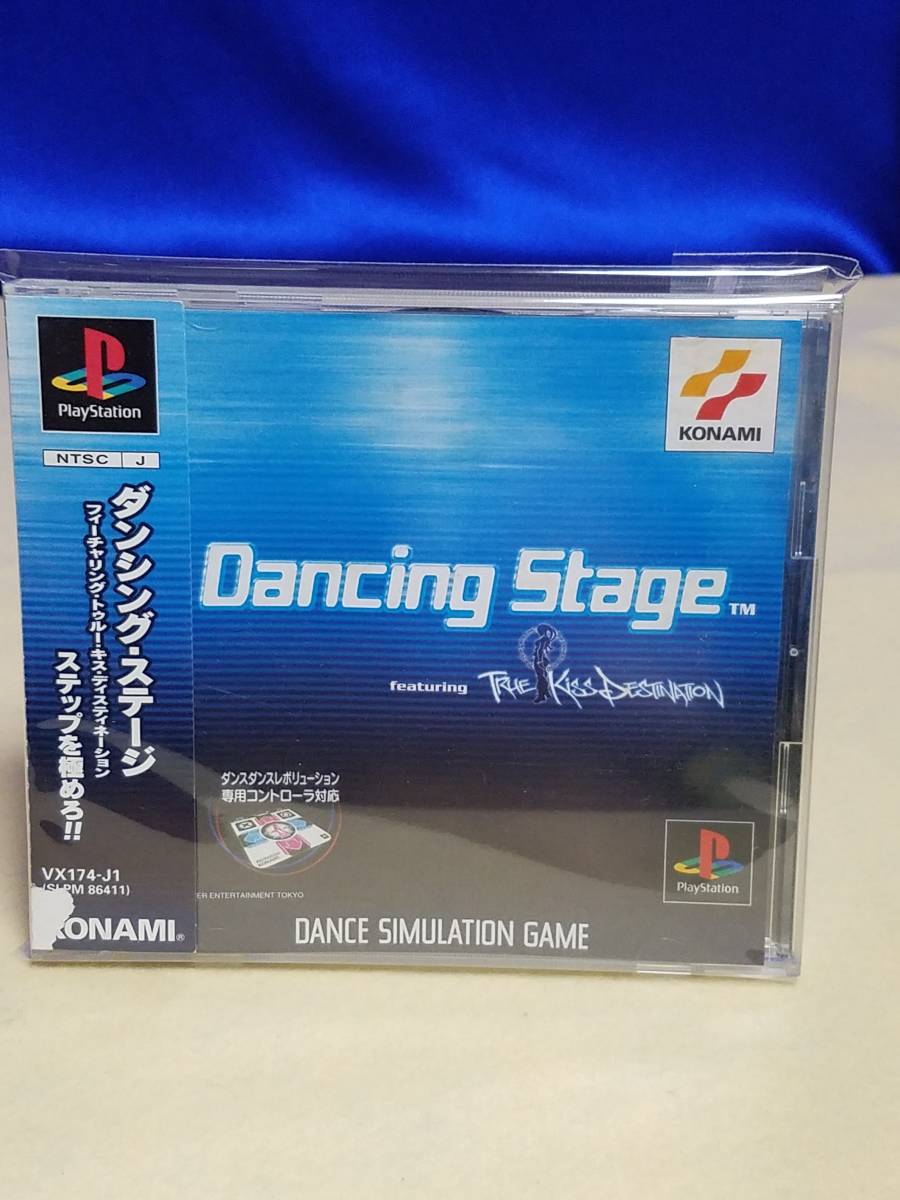 PlayStation
NTSC J
ダンシング・ステージ
フィーチャリング・トゥルー・キス・ディスティネーション
ステップを極めろ!!
VX174-J1
(SLPM 86411)
KONAMI
KONAMI
Dancing Stage TM
featuring TRUE KISS DESTINATION
ダンスダンスレボリューション
専用コントローラ対応
ENTERTAINMENT TOKYO
PlayStation
DANCE SIMULATION GAME